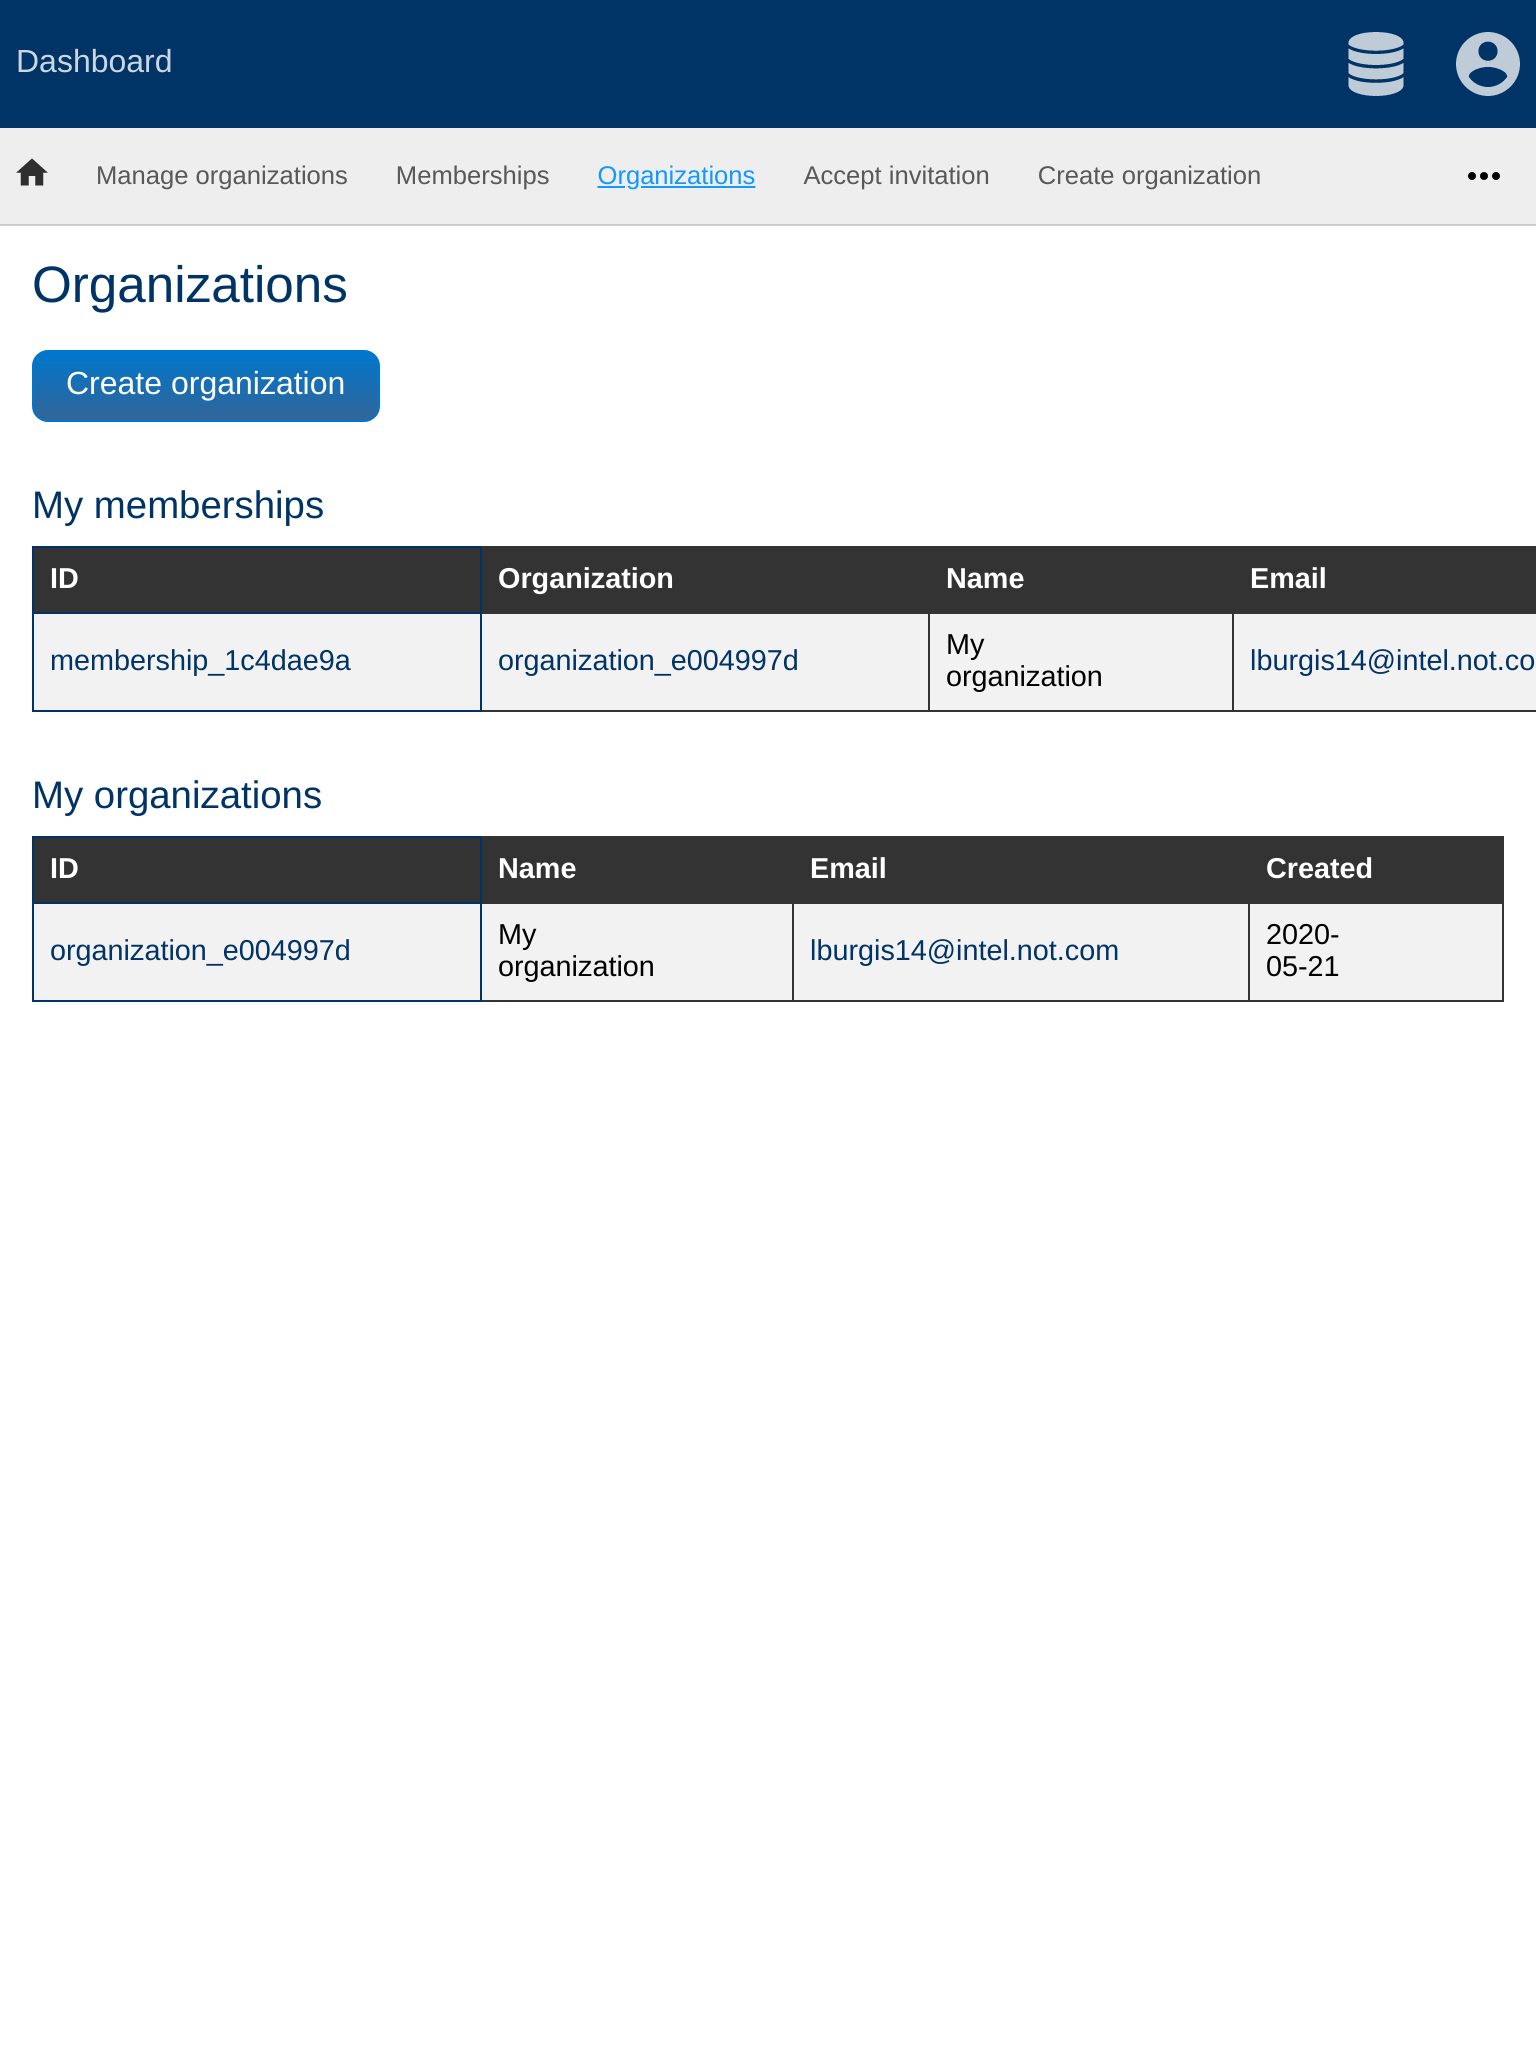 Dashboard
Manage organizations Memberships Organizations Accept invitation Create organization
Organizations
Create organization
My memberships
ID Organization Name Email
membership_1c4dae9a organization_e004997d My organization lburgis14@intel.not.co
My organizations
ID Name Email Created
organization_e004997d My organization lburgis14@intel.not.com 2020-05-21